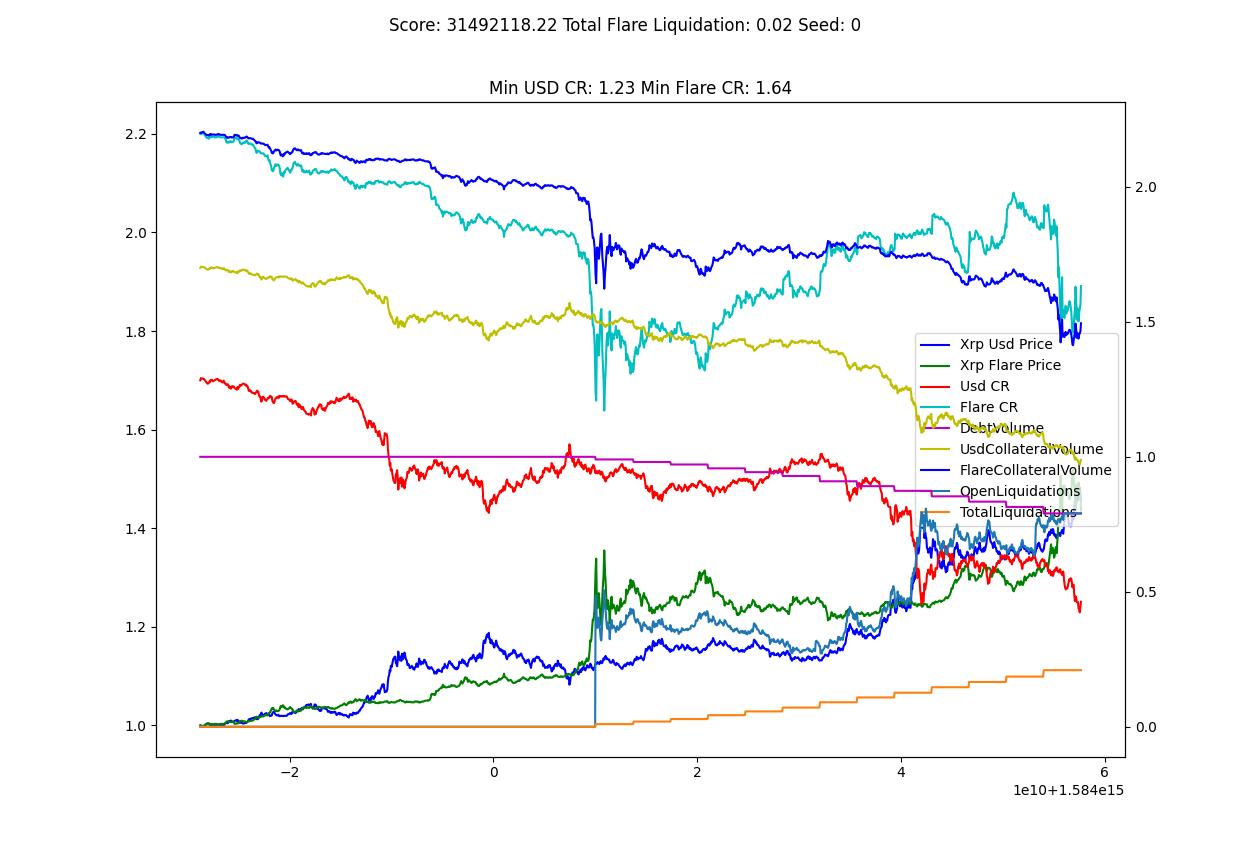 Score: 31492118.22 Total Flare Liquidation: 0.02 Seed: 0
Min USD CR: 1.23 Min Flare CR: 1.64
2.2
2.0
1.8
1.6
1.4
1.2
1.0
2.0
1.5
1.0
0.5
0.0
Xrp Usd Price
Xrp Flare Price
Usd CR
Flare CR
DebtVolume
UsdCollateralVolume
FlareCollateralVolume
OpenLiquidations
TotalLiquidations
−2 0 2 4 6
1e10+1.584e15